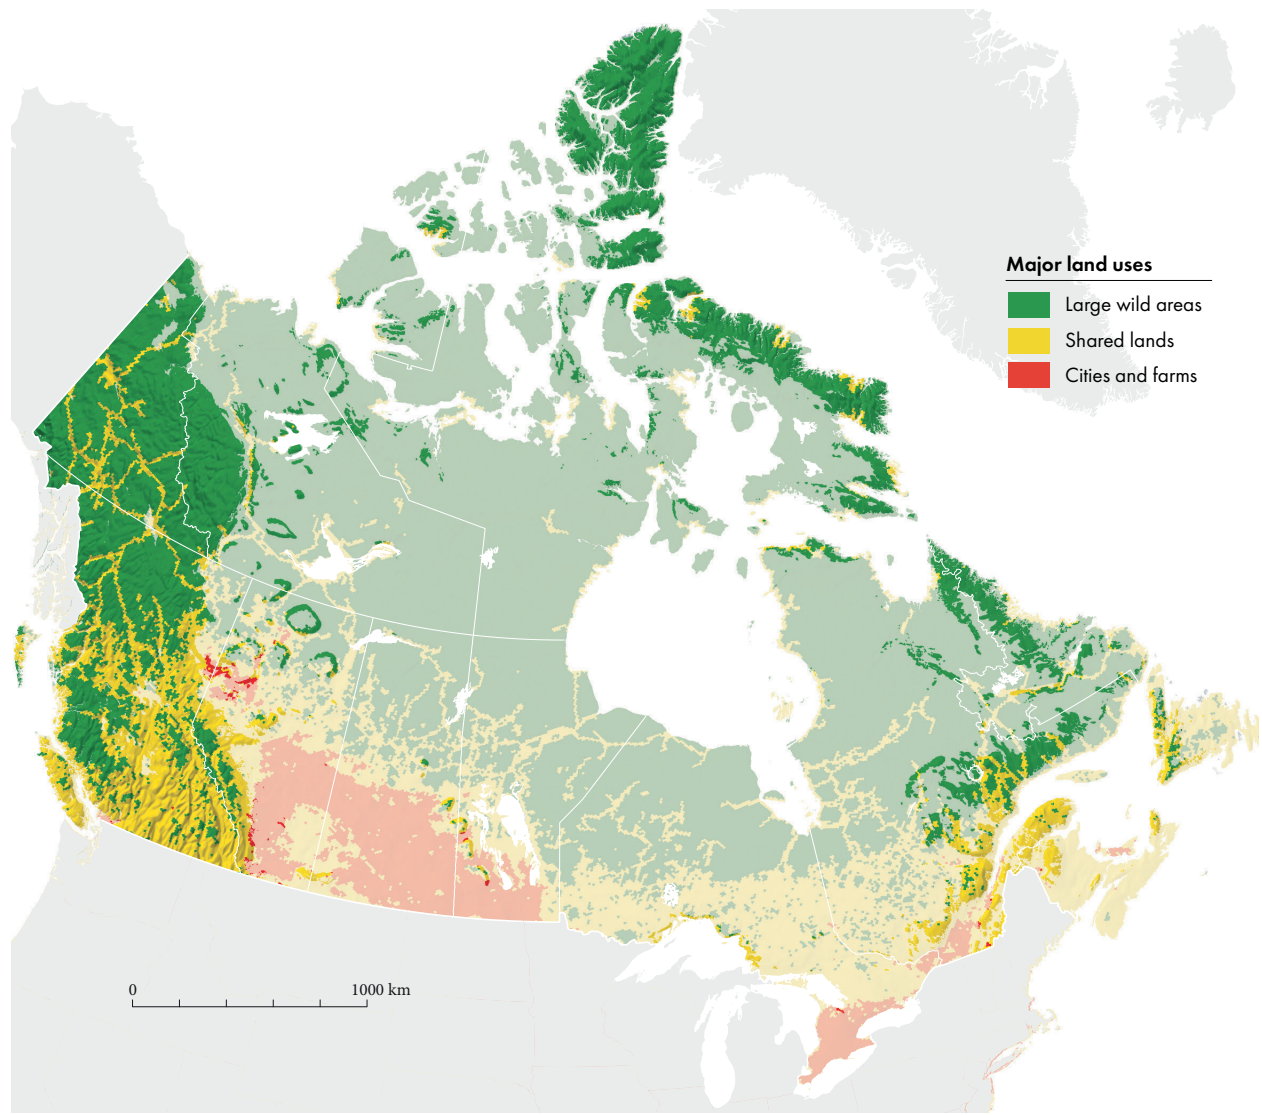 Major land uses
Large wild areas
Shared lands
Cities and farms
0 1000 km